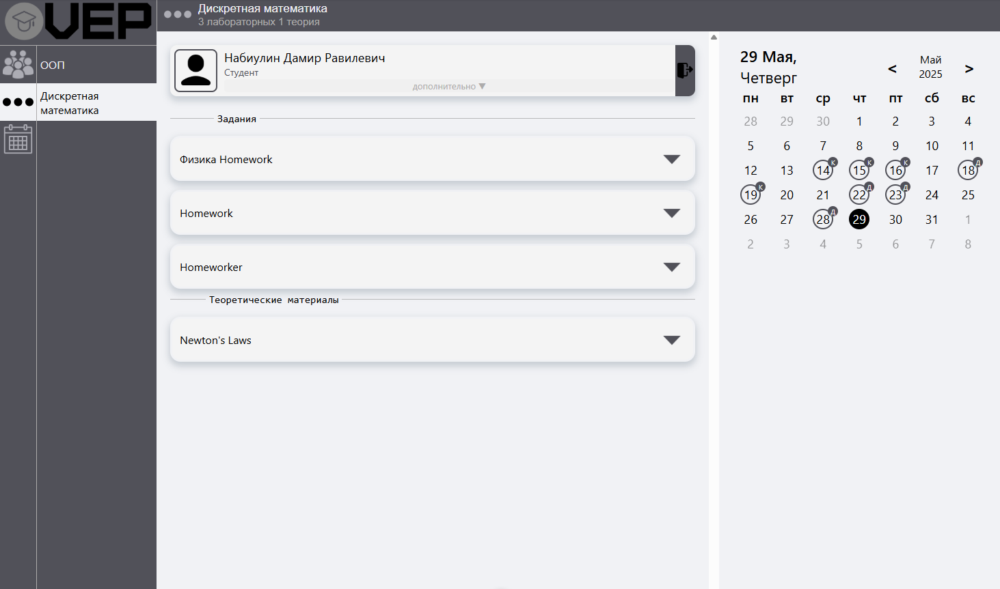 VEP
ООП
Дискретная
математика
Дискретная математика
3 лабораторных 1 теория
Набиулин Дамир Равилевич
Студент
дополнительно ▼
Задания
Физика Homework
Homework
Homeworker
Теоретические материалы
Newton's Laws
29 Мая,
Четверг
< Май 2025 >
пн вт ср чт пт сб вс
28 29 30 1 2 3 4
5 6 7 8 9 10 11
12 13 14 К 15 К 16 К 17 18 Д
19 К 20 21 22 Д 23 Д 24 25
26 27 28 Д 29 30 31 1
2 3 4 5 6 7 8